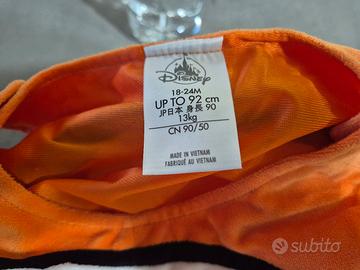 Disney
18-24M
UP TO 92 cm
JP日本 身長 90
13kg
CN 90/50
MADE IN VIETNAM
FABRIQUÉ AU VIETNAM
subito